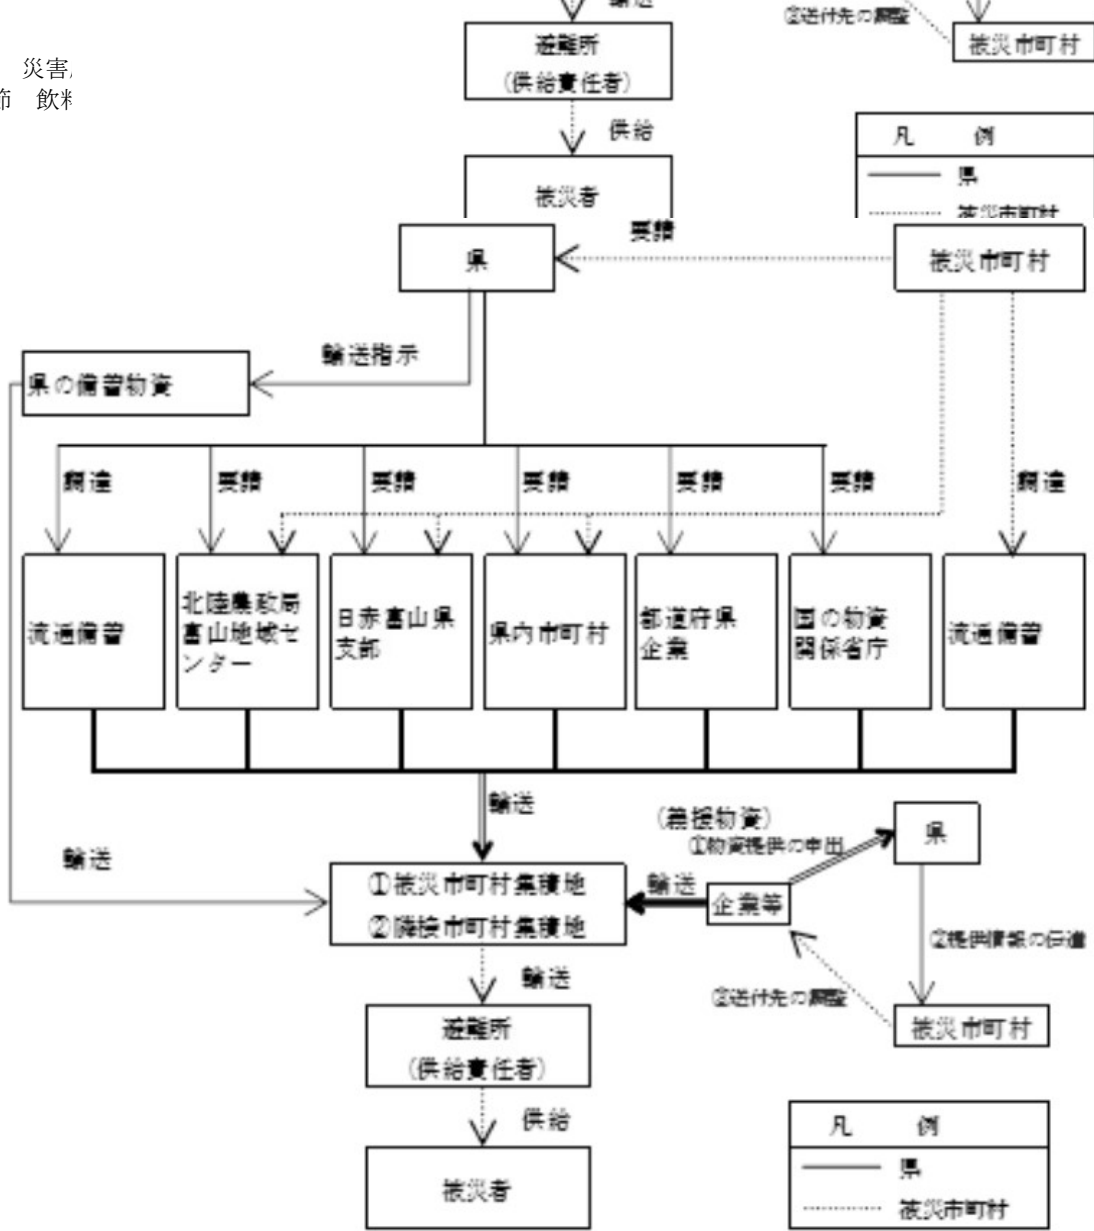 輸送
③送付先の調整
避難所
(供給責任者)
被災市町村
災害
節 飲料
供給
凡 例
県
被災市町村
被災者
県
要請
被災市町村
輸送指示
県の備蓄物資
調達
要請
要請
要請
要請
要請
調達
流通備蓄
北陸農政局
富山地域セ
ンター
日赤富山県
支部
県内市町村
都道府県
企業
国の物資
関係省庁
流通備蓄
輸送
(義援物資)
①物資提供の申出
県
輸送
輸送
①被災市町村集積地
②隣接市町村集積地
企業等
②提供情報の伝達
輸送
③送付先の調整
避難所
(供給責任者)
被災市町村
供給
凡 例
県
被災市町村
被災者